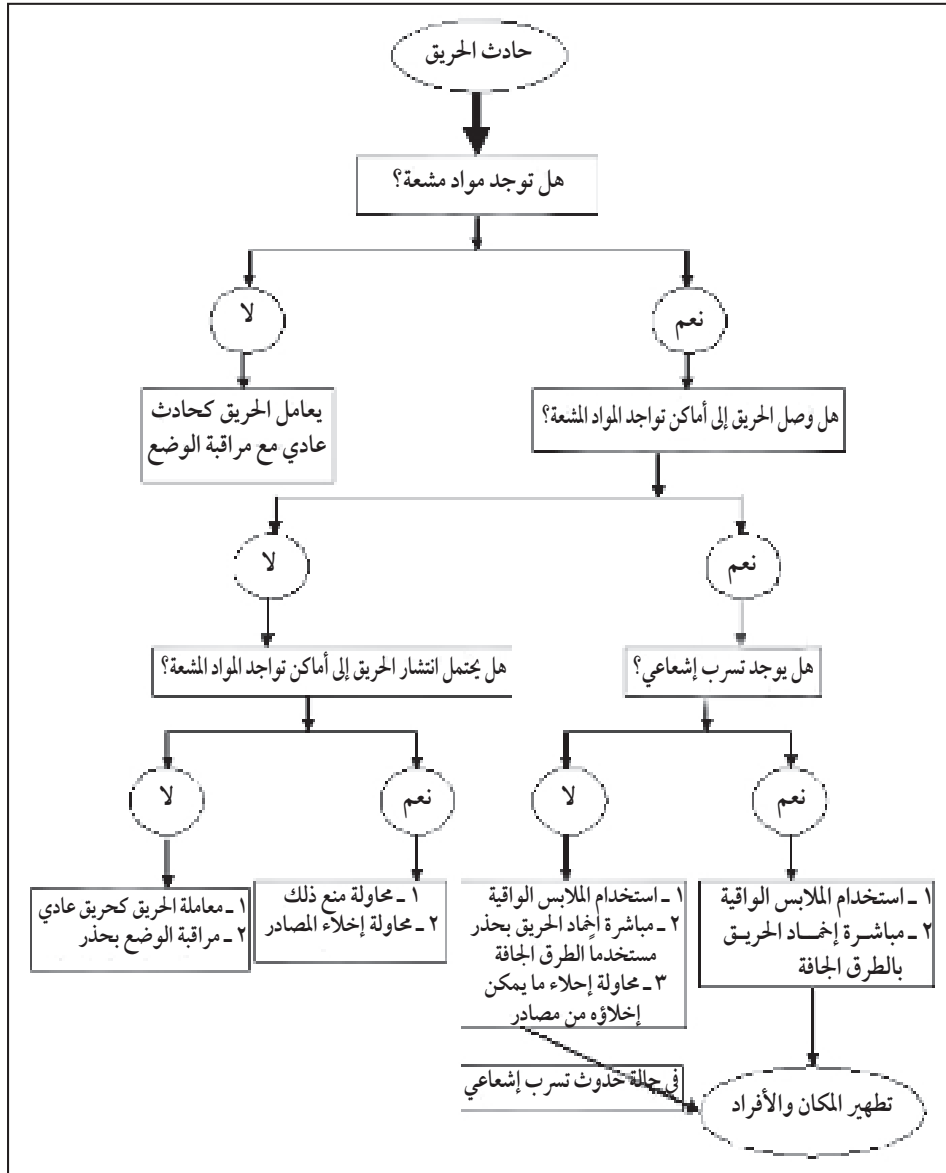 حادث الحريق
هل توجد مواد مشعة؟
نعم
لا
هل وصل الحريق إلى أماكن تواجد المواد المشعة؟
يعامل الحريق كحادث
عادي مع مراقبة الوضع
نعم
لا
هل يوجد تسرب إشعاعي؟
هل يحتمل انتشار الحريق إلى أماكن تواجد المواد المشعة؟
نعم
لا
نعم
لا
١ ـ استخدام الملابس الواقية
٢ ـ مباشرة إخماد الحريق
بالطرق الجافة
١ ـ استخدام الملابس الواقية
٢ ـ مباشرة اخماد الحريق بحذر
مستخدماً الطرق الجافة
٣ ـ محاولة إحلاء ما يمكن
إخلاؤه من مصادر
١ ـ محاولة منع ذلك
٢ ـ محاولة إخلاء المصادر
١ ـ معاملة الحريق كحريق عادي
٢ ـ مراقبة الوضع بحذر
في حالة حدوث تسرب إشعاعي
تطهير المكان والأفراد